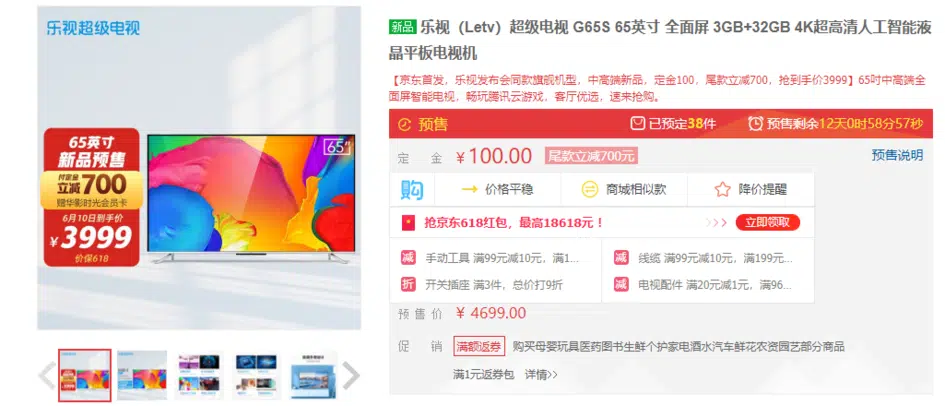 乐视超级电视
65英寸
新品预售
付定金
立减700
赠华影时光会员卡
6月10日到手价
¥3999
价保618
65"
新品 乐视（Letv）超级电视 G65S 65英寸 全面屏 3GB+32GB 4K超高清人工智能液
晶平板电视机
【京东首发，乐视发布会同款旗舰机型，中高端新品，定金100，尾款立减700，抢到手价3999】65吋中高端全
面屏智能电视，畅玩腾讯云游戏，客厅优选，速来抢购。
预售 已预定38件 预售剩余12天0时58分57秒
定金 ¥100.00 尾款立减700元 预售说明
购 价格平稳 商城相似款 降价提醒
抢京东618红包，最高18618元！ >>> 立即领取
减 手动工具 满99元减10元，满1... 减 线缆 满99元减10元，满199元...
折 开关插座 满3件，总价打9折 减 电视配件 满20元减1元，满96...
预售价 ¥ 4699.00
促销 满额返券 购买母婴玩具医药图书生鲜个护家电酒水汽车鲜花农资园艺部分商品
满1元返券包 详情>>